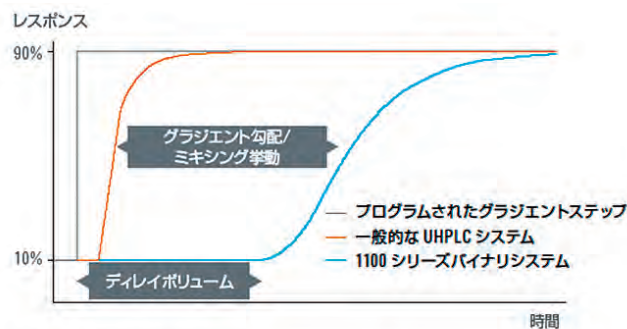 レスポンス
90%
グラジエント勾配/
ミキシング挙動
プログラムされたグラジエントステップ
一般的な UHPLC システム
1100 シリーズバイナリシステム
10%
ディレイボリューム
時間